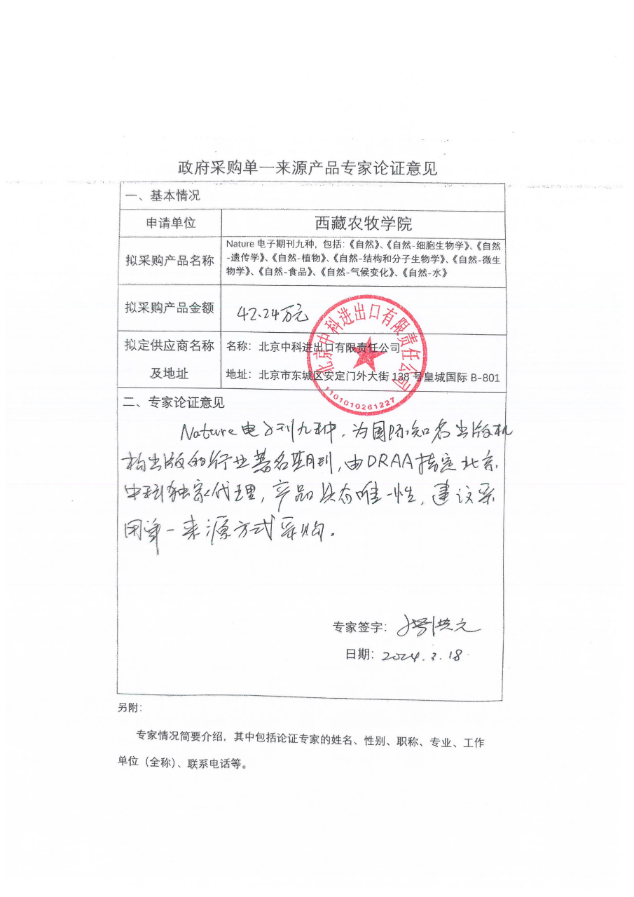 政府采购单一来源产品专家论证意见
一、基本情况
申请单位
西藏农牧学院
拟采购产品名称
Nature 电子期刊九种，包括：《自然》、《自然-细胞生物学》、《自然
-遗传学》、《自然-植物》、《自然-结构和分子生物学》、《自然-微生
物学》、《自然-食品》、《自然-气候变化》、《自然-水》
拟采购产品金额
42.24万元
拟定供应商名称
及地址
名称：北京中科进出口有限责任公司
地址：北京市东城区安定门外大街 138 号皇城国际 B-801
北京中科进出口有限责任公司
1101010261227
二、专家论证意见
Nature 电子刊九种，为国际知名出版机
构出版的行业著名期刊，由DRAA指定北京
中科独家代理，产品具有唯一性，建议采
用单一来源方式采购。
专家签字：
日期：2024.3.18
另附：
专家情况简要介绍，其中包括论证专家的姓名、性别、职称、专业、工作
单位（全称）、联系电话等。